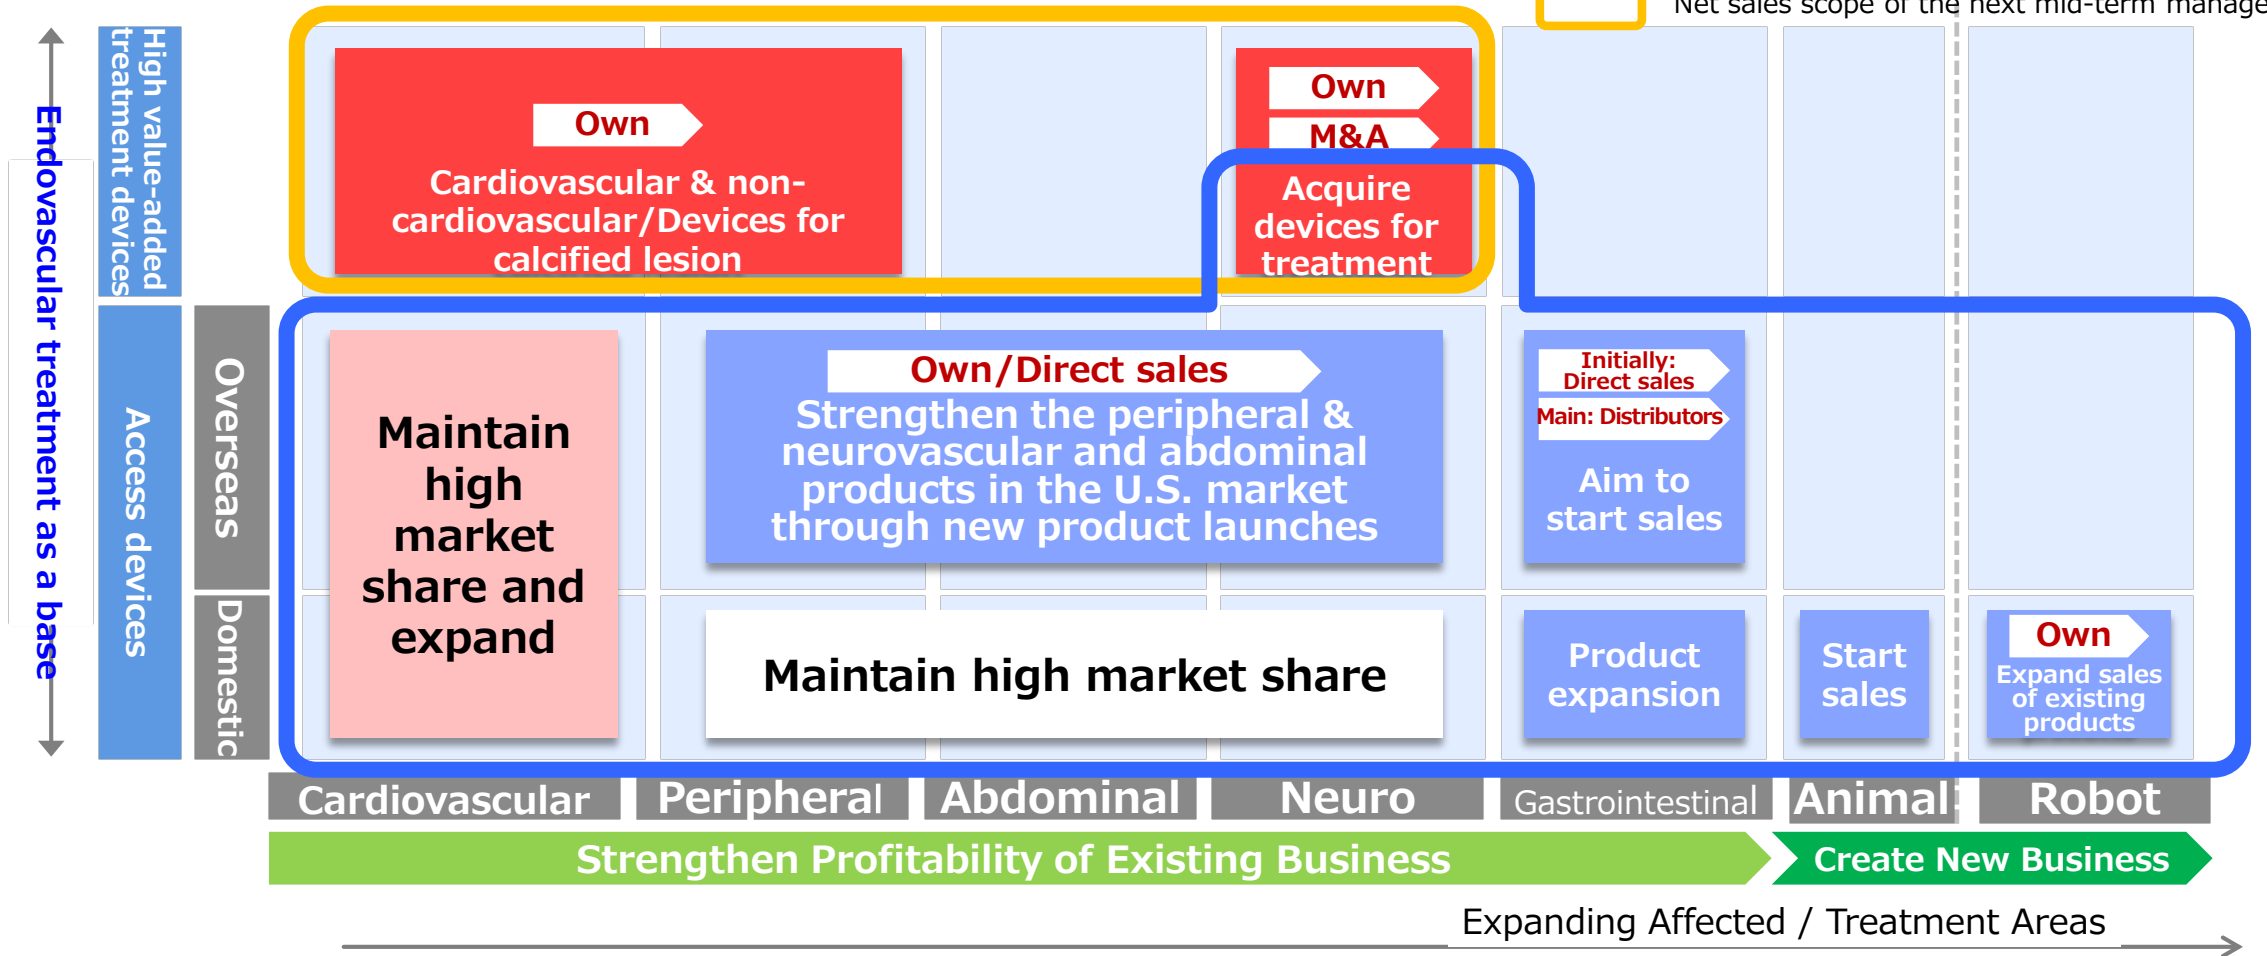 Net sales scope of the next mid-term manage
High value-added
treatment devices
Endovascular treatment as a base
Own
Cardiovascular & non-
cardiovascular/Devices for
calcified lesion
Own
M&A
Acquire
devices for
treatment
Access devices
Overseas
Domestic
Maintain
high
market
share and
expand
Own/Direct sales
Strengthen the peripheral &
neurovascular and abdominal
products in the U.S. market
through new product launches
Initially:
Direct sales
Main: Distributors
Aim to
start sales
Maintain high market share
Product
expansion
Start
sales
Own
Expand sales
of existing
products
Cardiovascular
Peripheral
Abdominal
Neuro
Gastrointestinal
Animal
Robot
Strengthen Profitability of Existing Business
Create New Business
Expanding Affected / Treatment Areas